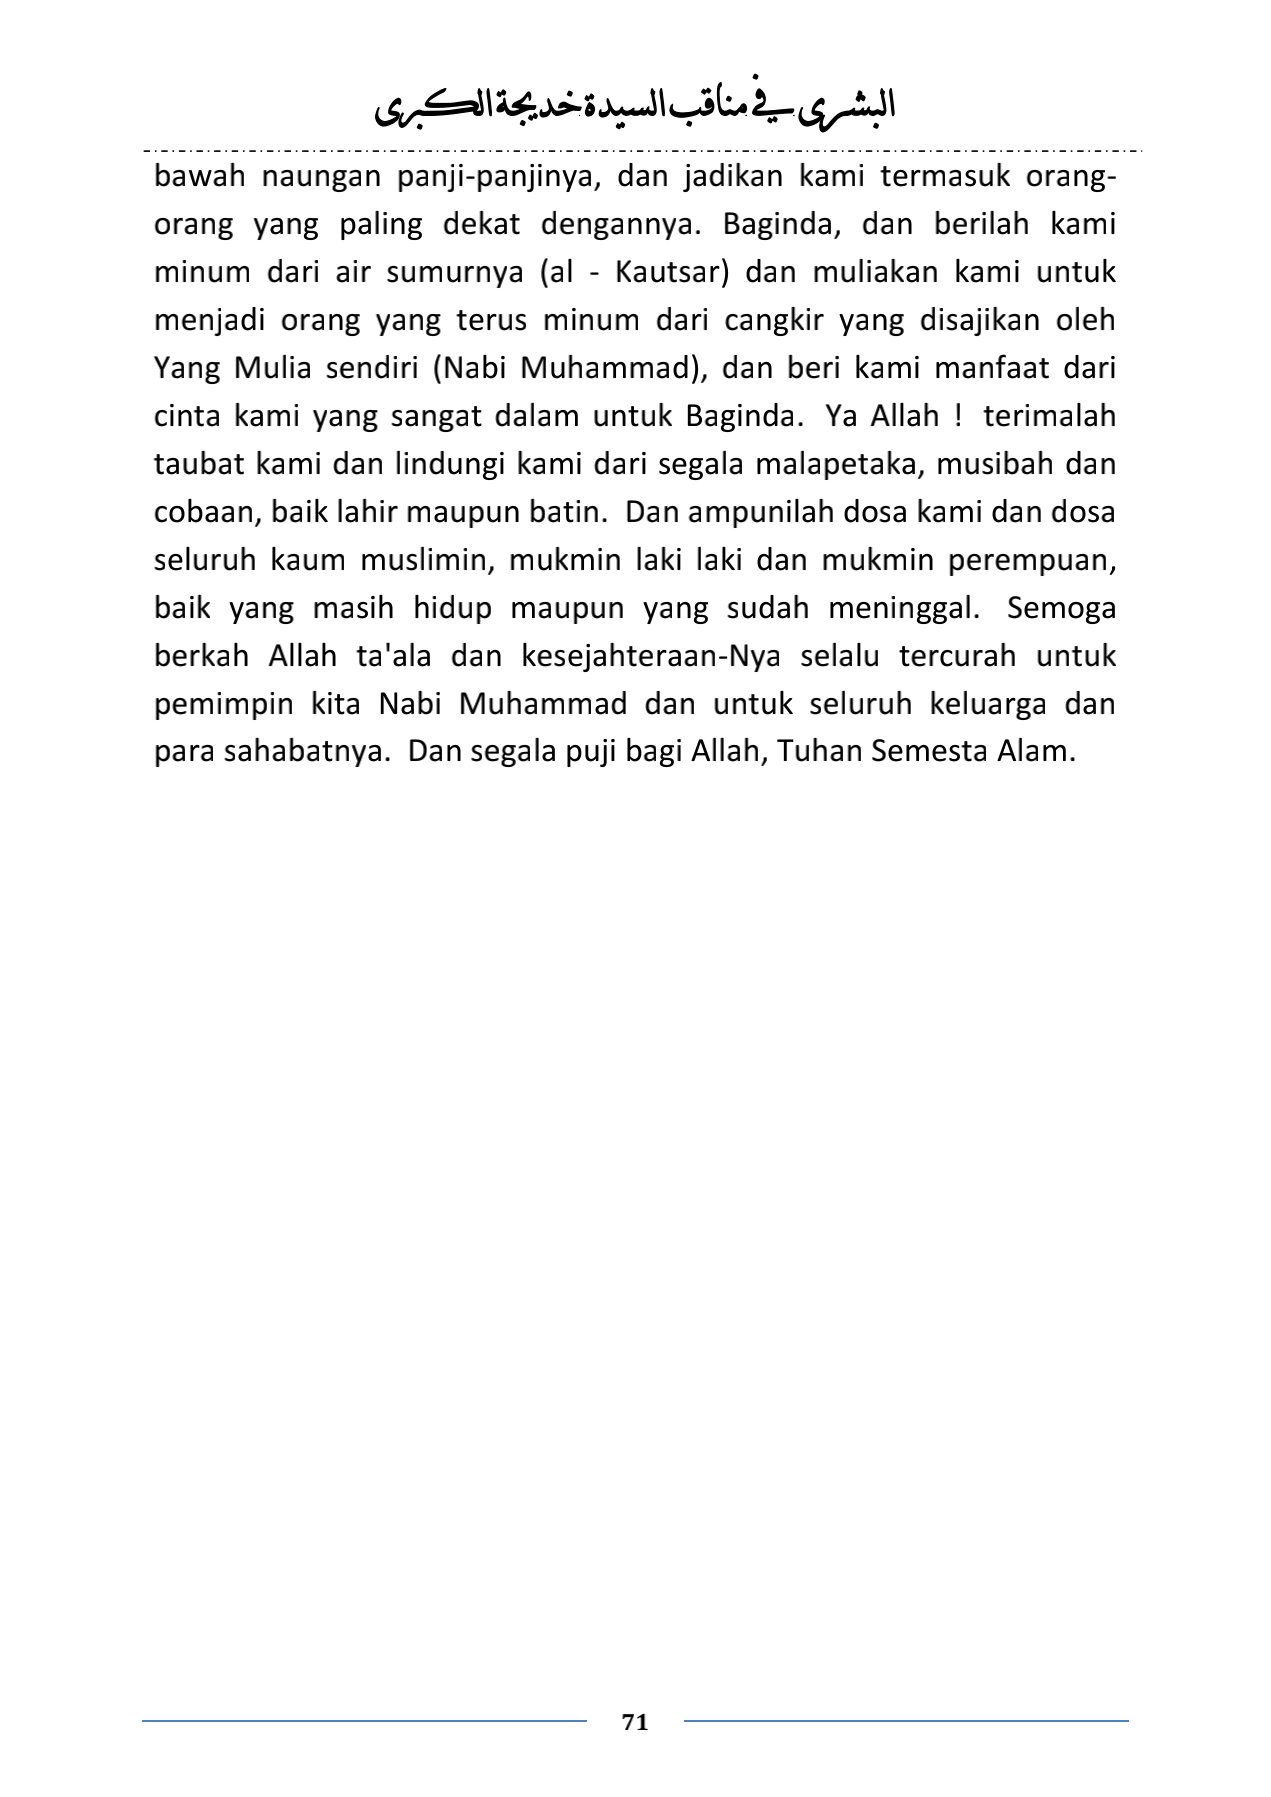 البشرى في مناقب السيدة خديجة الكبرى
bawah naungan panji-panjinya, dan jadikan kami termasuk orang-
orang yang paling dekat dengannya. Baginda, dan berilah kami
minum dari air sumurnya (al - Kautsar) dan muliakan kami untuk
menjadi orang yang terus minum dari cangkir yang disajikan oleh
Yang Mulia sendiri (Nabi Muhammad), dan beri kami manfaat dari
cinta kami yang sangat dalam untuk Baginda. Ya Allah ! terimalah
taubat kami dan lindungi kami dari segala malapetaka, musibah dan
cobaan, baik lahir maupun batin. Dan ampunilah dosa kami dan dosa
seluruh kaum muslimin, mukmin laki laki dan mukmin perempuan,
baik yang masih hidup maupun yang sudah meninggal. Semoga
berkah Allah ta'ala dan kesejahteraan-Nya selalu tercurah untuk
pemimpin kita Nabi Muhammad dan untuk seluruh keluarga dan
para sahabatnya. Dan segala puji bagi Allah, Tuhan Semesta Alam.
71